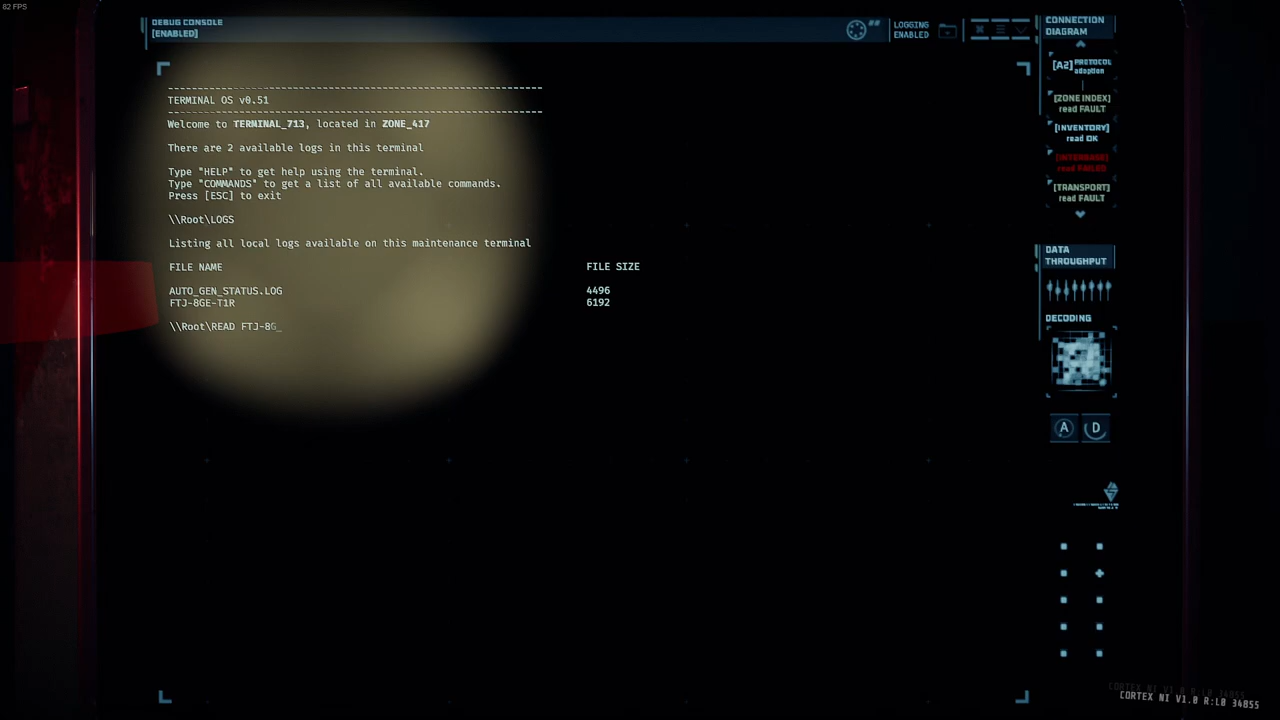 82 FPS
DEBUG CONSOLE
[ENABLED]
LOGGING
ENABLED
CONNECTION
DIAGRAM
[A2] PROTOCOL
adaption
[ZONE INDEX]
read FAULT
[INVENTORY]
read OK
[INTERBASE]
read FAILED
[TRANSPORT]
read FAULT
------------------------------------------------------------------
TERMINAL OS v0.51
------------------------------------------------------------------
Welcome to TERMINAL_713, located in ZONE_417
There are 2 available logs in this terminal
Type "HELP" to get help using the terminal.
Type "COMMANDS" to get a list of all available commands.
Press [ESC] to exit
\\Root\LOGS
Listing all local logs available on this maintenance terminal
FILE NAME FILE SIZE
AUTO_GEN_STATUS.LOG 4496
FTJ-8GE-T1R 6192
\\Root\READ FTJ-8G_
DATA
THROUGHPUT
DECODING
A D
CORTEX NI V1.0 R:L0 34855